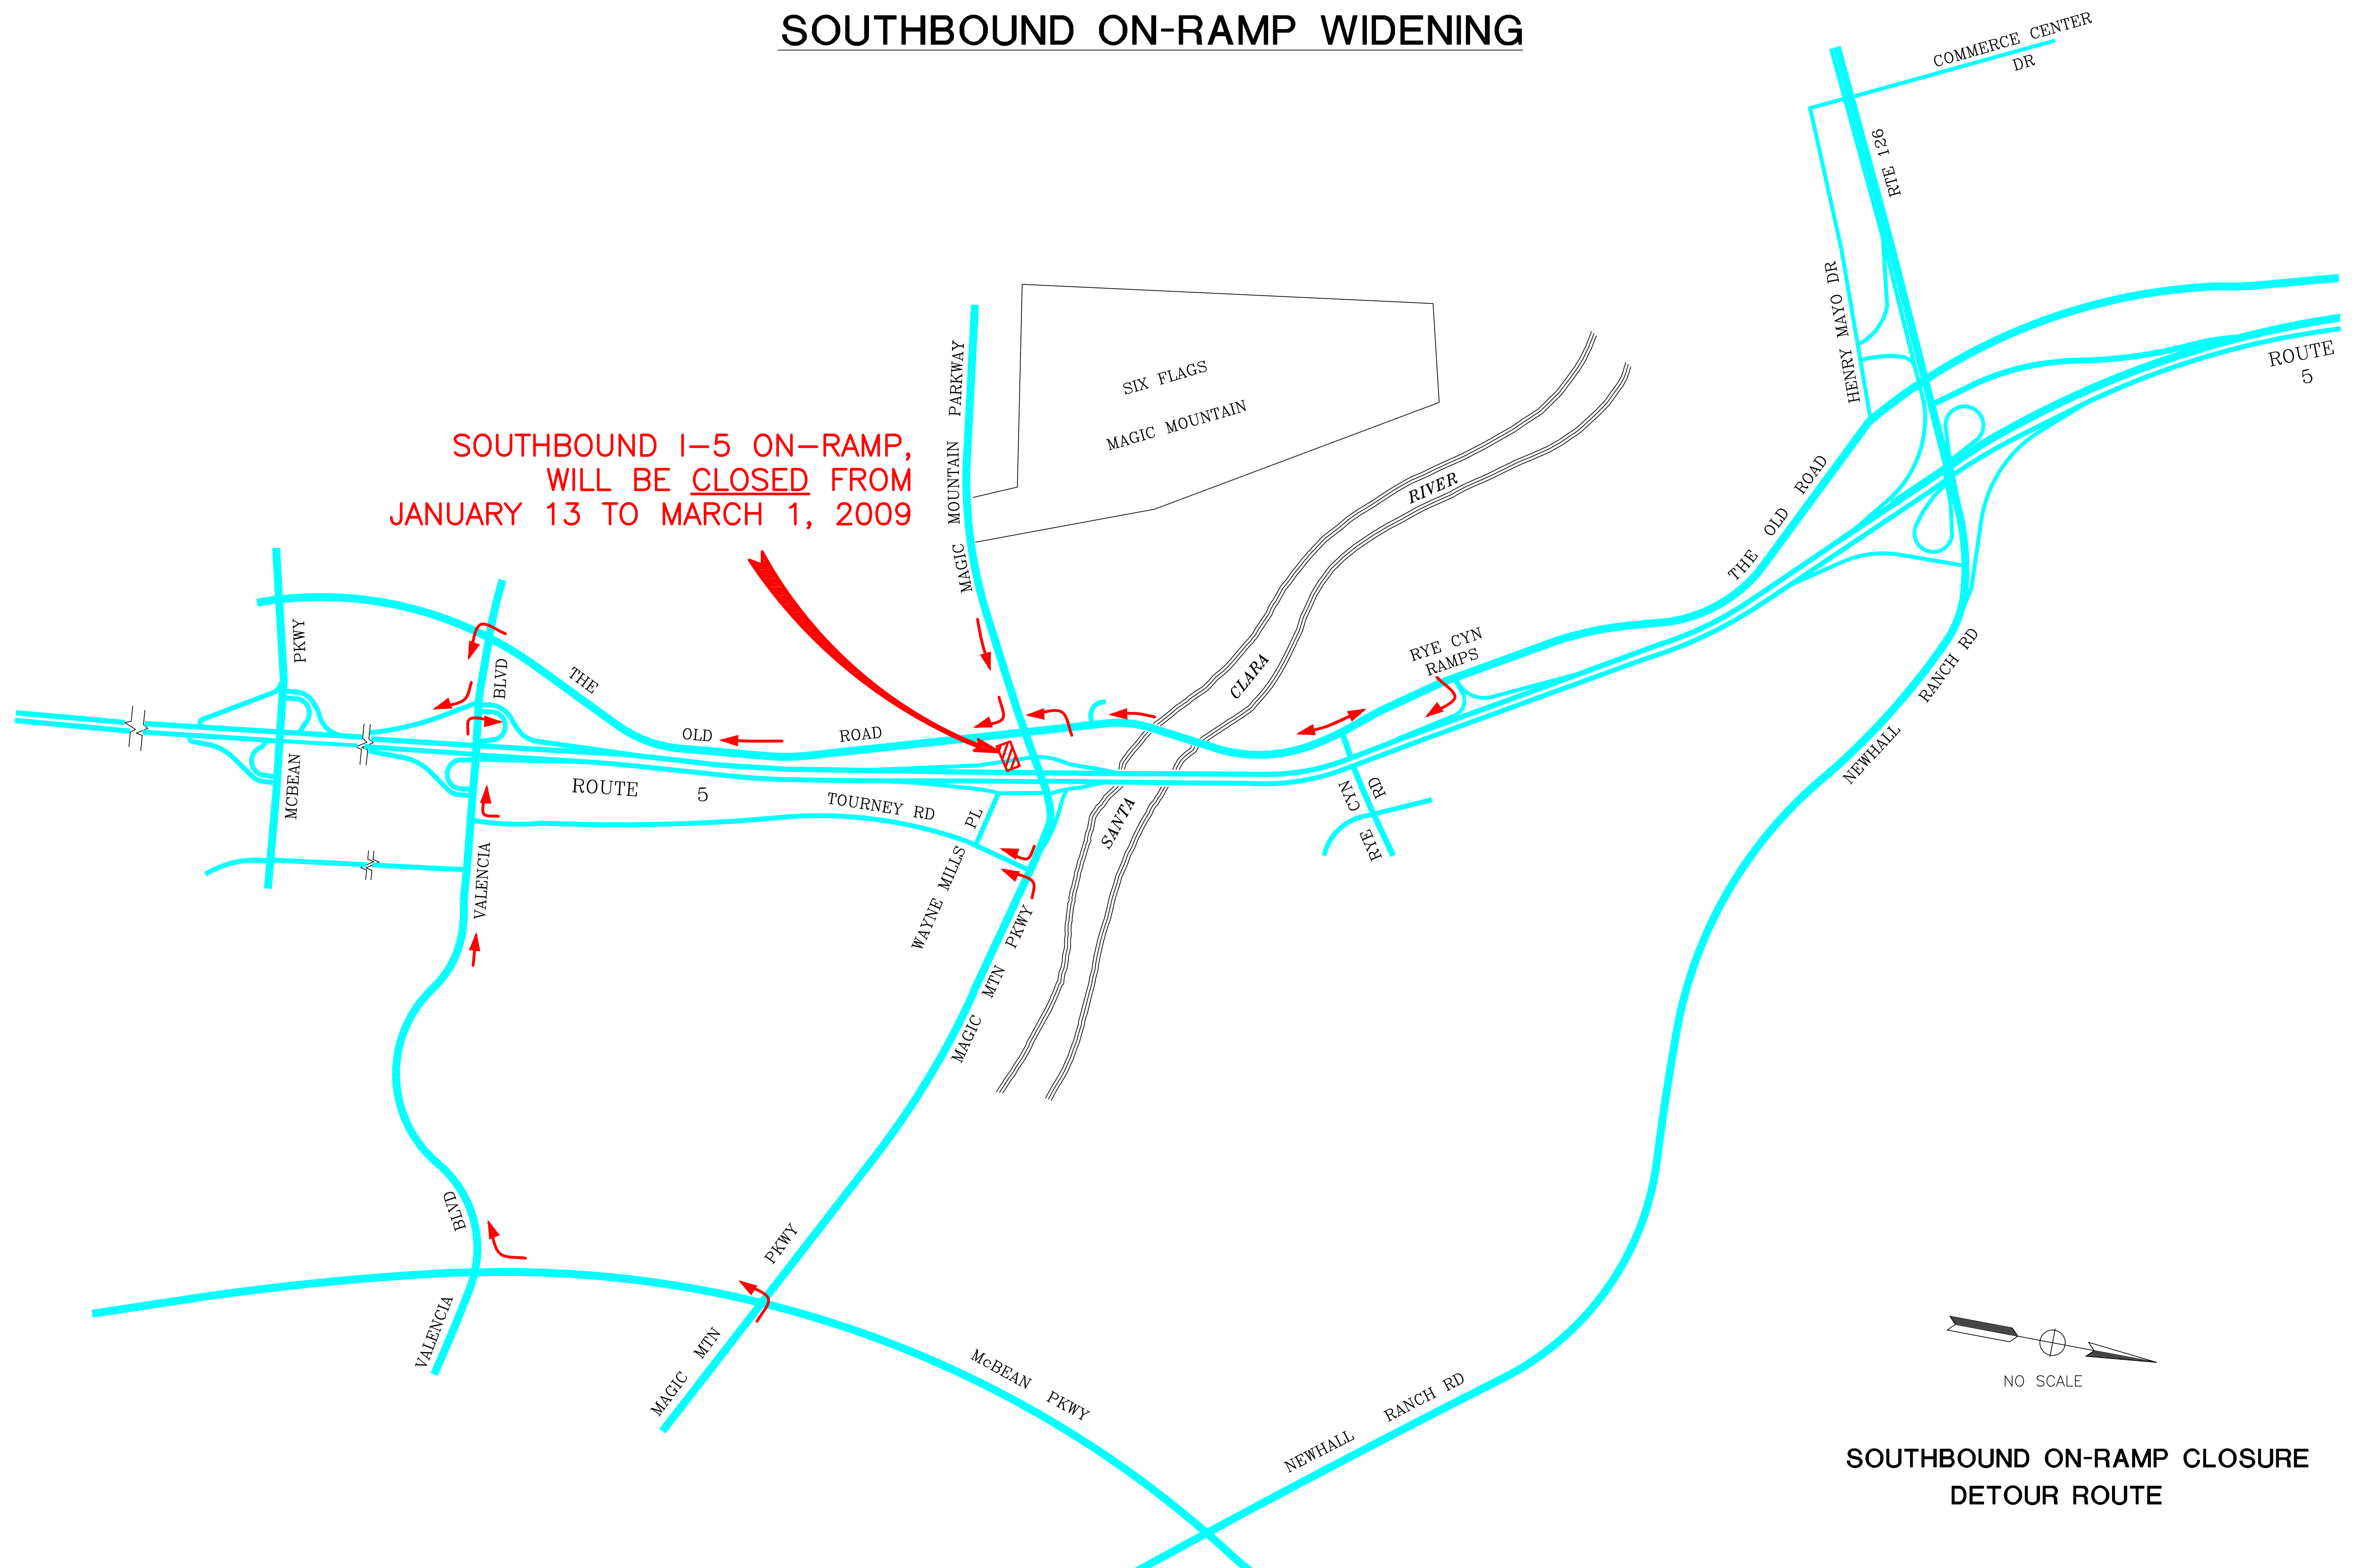 SOUTHBOUND ON-RAMP WIDENING
COMMERCE CENTER
DR
RTE 126
HENRY MAYO DR
ROUTE
5
SIX FLAGS
MAGIC MOUNTAIN
MAGIC MOUNTAIN PARKWAY
SOUTHBOUND I-5 ON-RAMP,
WILL BE CLOSED FROM
JANUARY 13 TO MARCH 1, 2009
RIVER
CLARA
SANTA
THE OLD ROAD
RYE CYN
RAMPS
NEWHALL RANCH RD
PKWY
MCBEAN
BLVD
VALENCIA
THE OLD ROAD
ROUTE 5
TOURNEY RD
WAYNE MILLS PL
RYE CYN RD
MAGIC MTN PKWY
BLVD
VALENCIA
MAGIC MTN PKWY
McBEAN PKWY
NEWHALL RANCH RD
NO SCALE
SOUTHBOUND ON-RAMP CLOSURE
DETOUR ROUTE